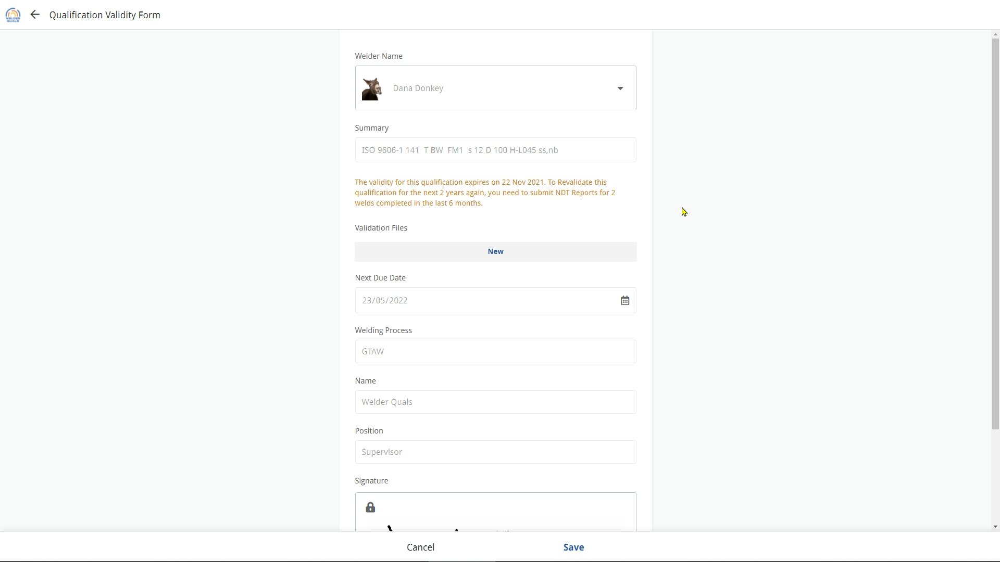 WELDER
QUALS
Qualification Validity Form
Welder Name
Dana Donkey
Summary
ISO 9606-1 141  T BW  FM1  s 12 D 100 H-L045 ss,nb
The validity for this qualification expires on 22 Nov 2021. To Revalidate this
qualification for the next 2 years again, you need to submit NDT Reports for 2
welds completed in the last 6 months.
Validation Files
New
Next Due Date
23/05/2022
Welding Process
GTAW
Name
Welder Quals
Position
Supervisor
Signature
Cancel
Save